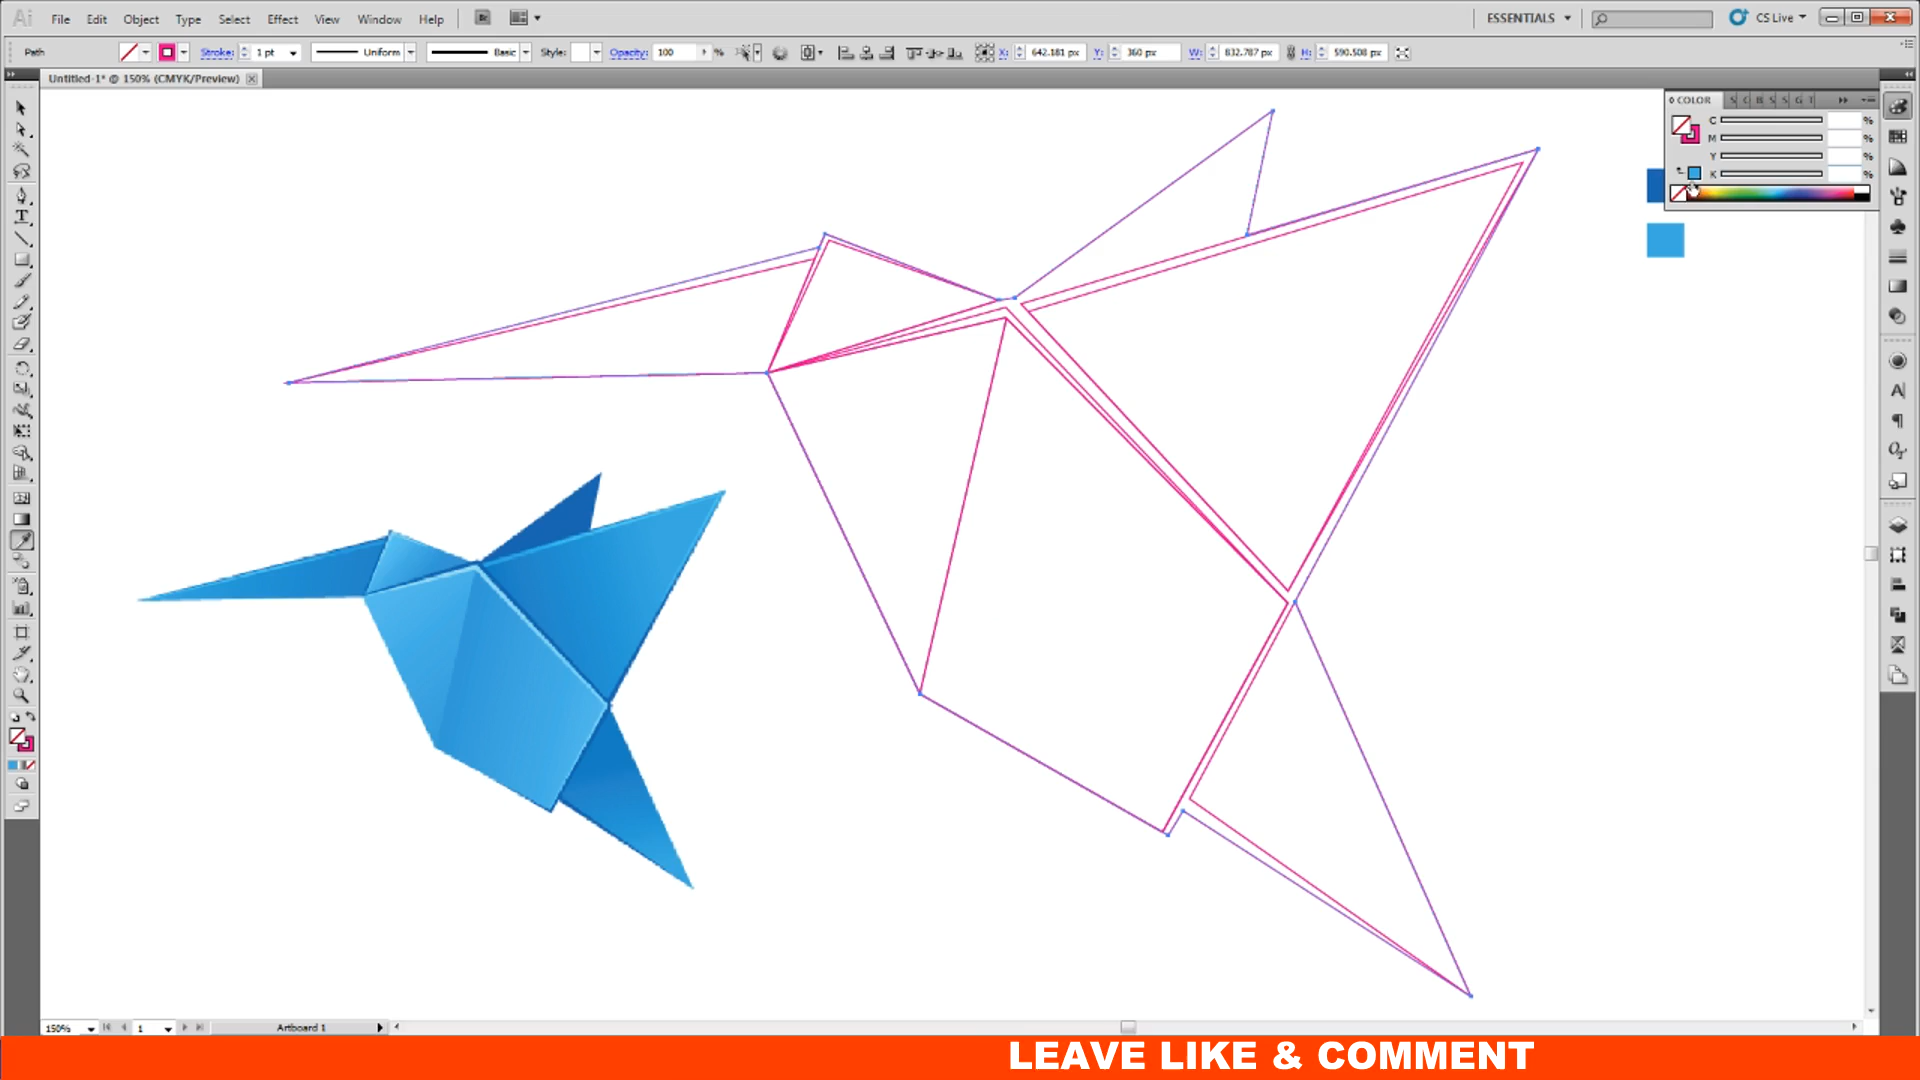 Ai File Edit Object Type Select Effect View Window Help Br ESSENTIALS CS Live
Path Stroke: 1 pt Uniform Basic Style: Opacity: 100 % X: 642.181 px Y: 360 px W: 832.787 px H: 590.508 px
Untitled-1* @ 150% (CMYK/Preview)
COLOR S C B S S G T
C %
M %
Y %
K %
150% 1 Artboard 1
LEAVE LIKE & COMMENT